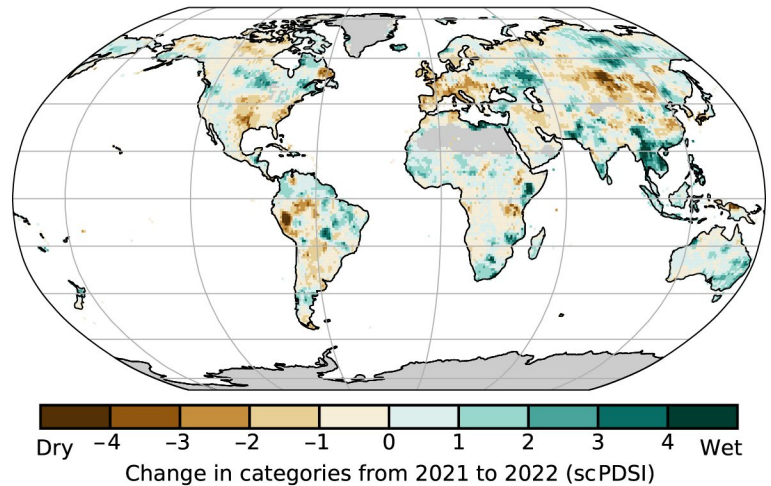 Dry −4 −3 −2 −1 0 1 2 3 4 Wet
Change in categories from 2021 to 2022 (scPDSI)